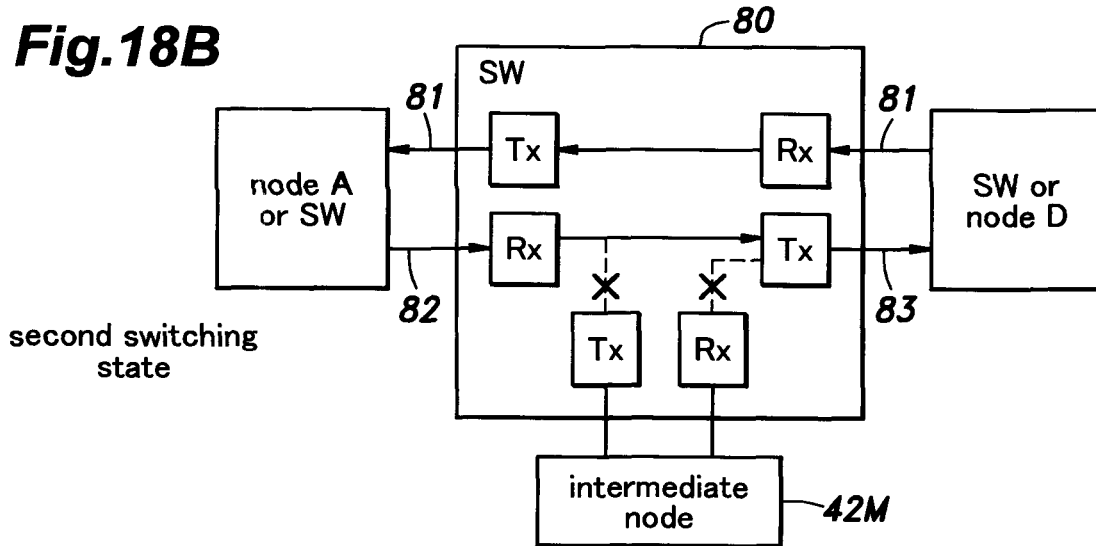 Fig.18B
80
SW
81
81
Tx
Rx
node A
or SW
SW or
node D
Rx
Tx
82
83
second switching
state
Tx
Rx
intermediate
node
42M